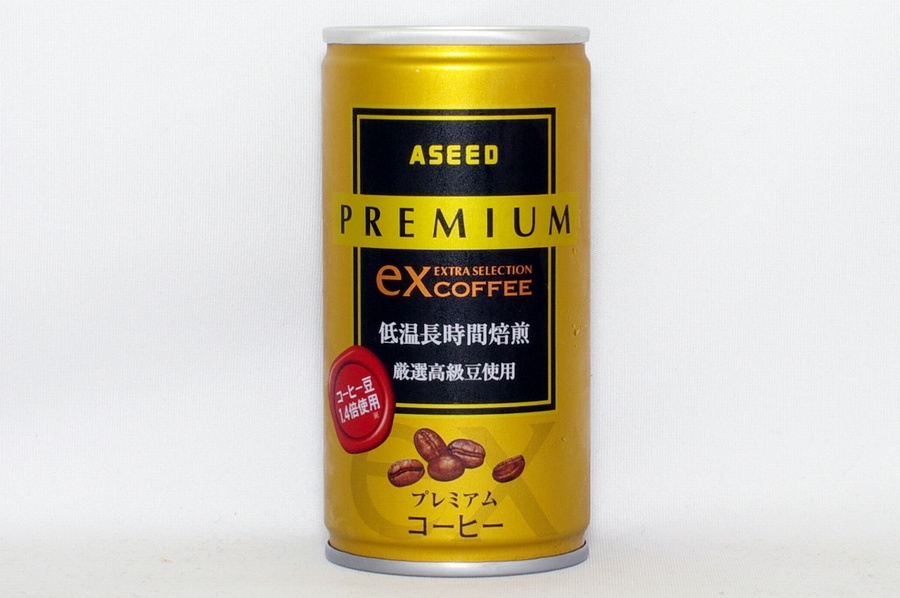 ASEED
PREMIUM
ex EXTRA SELECTION
COFFEE
低温長時間焙煎
厳選高級豆使用
コーヒー豆
1.4倍使用
※
ex
プレミアム
コーヒー